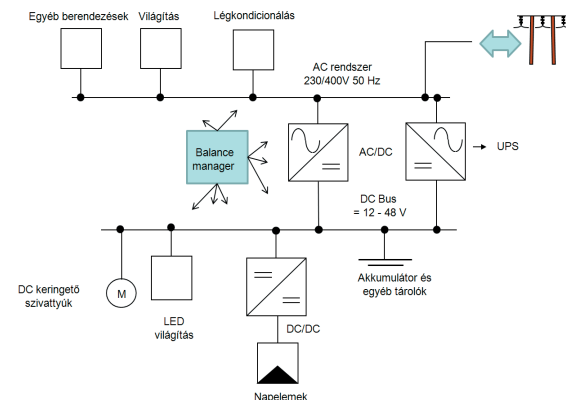 Egyéb berendezések
Világítás
Légkondicionálás
AC rendszer
230/400V 50 Hz
Balance
manager
AC/DC
UPS
DC Bus
= 12 - 48 V
DC keringető
szivattyúk
M
LED
világítás
DC/DC
Akkumulátor és
egyéb tárolók
Napelemek